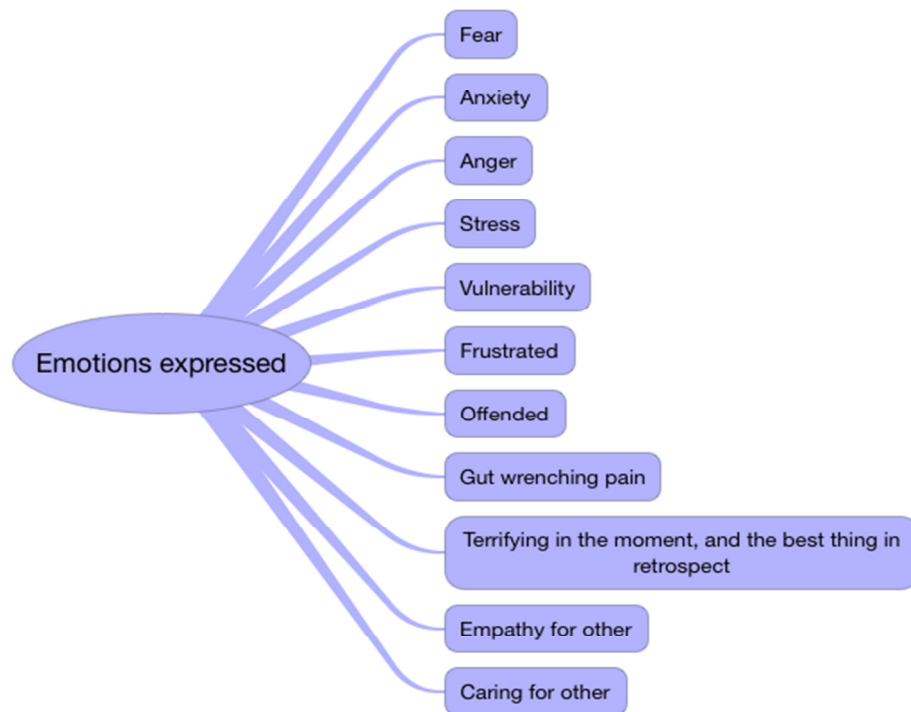 Fear
Anxiety
Anger
Stress
Vulnerability
Emotions expressed
Frustrated
Offended
Gut wrenching pain
Terrifying in the moment, and the best thing in
retrospect
Empathy for other
Caring for other